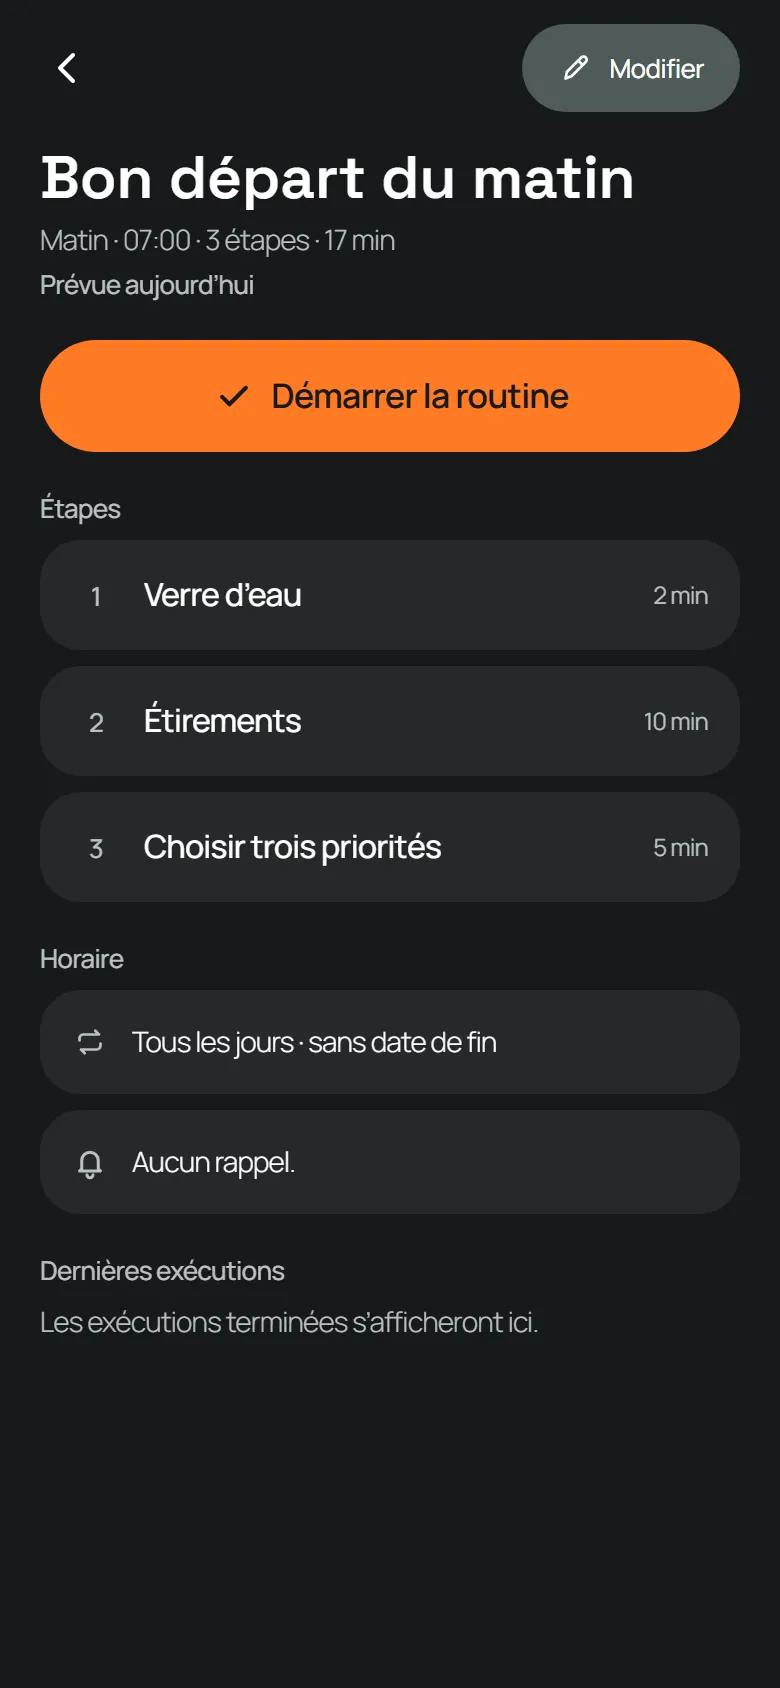 Modifier
Bon départ du matin
Matin · 07:00 · 3 étapes · 17 min
Prévue aujourd’hui
Démarrer la routine
Étapes
1 Verre d’eau 2 min
2 Étirements 10 min
3 Choisir trois priorités 5 min
Horaire
Tous les jours · sans date de fin
Aucun rappel.
Dernières exécutions
Les exécutions terminées s’afficheront ici.